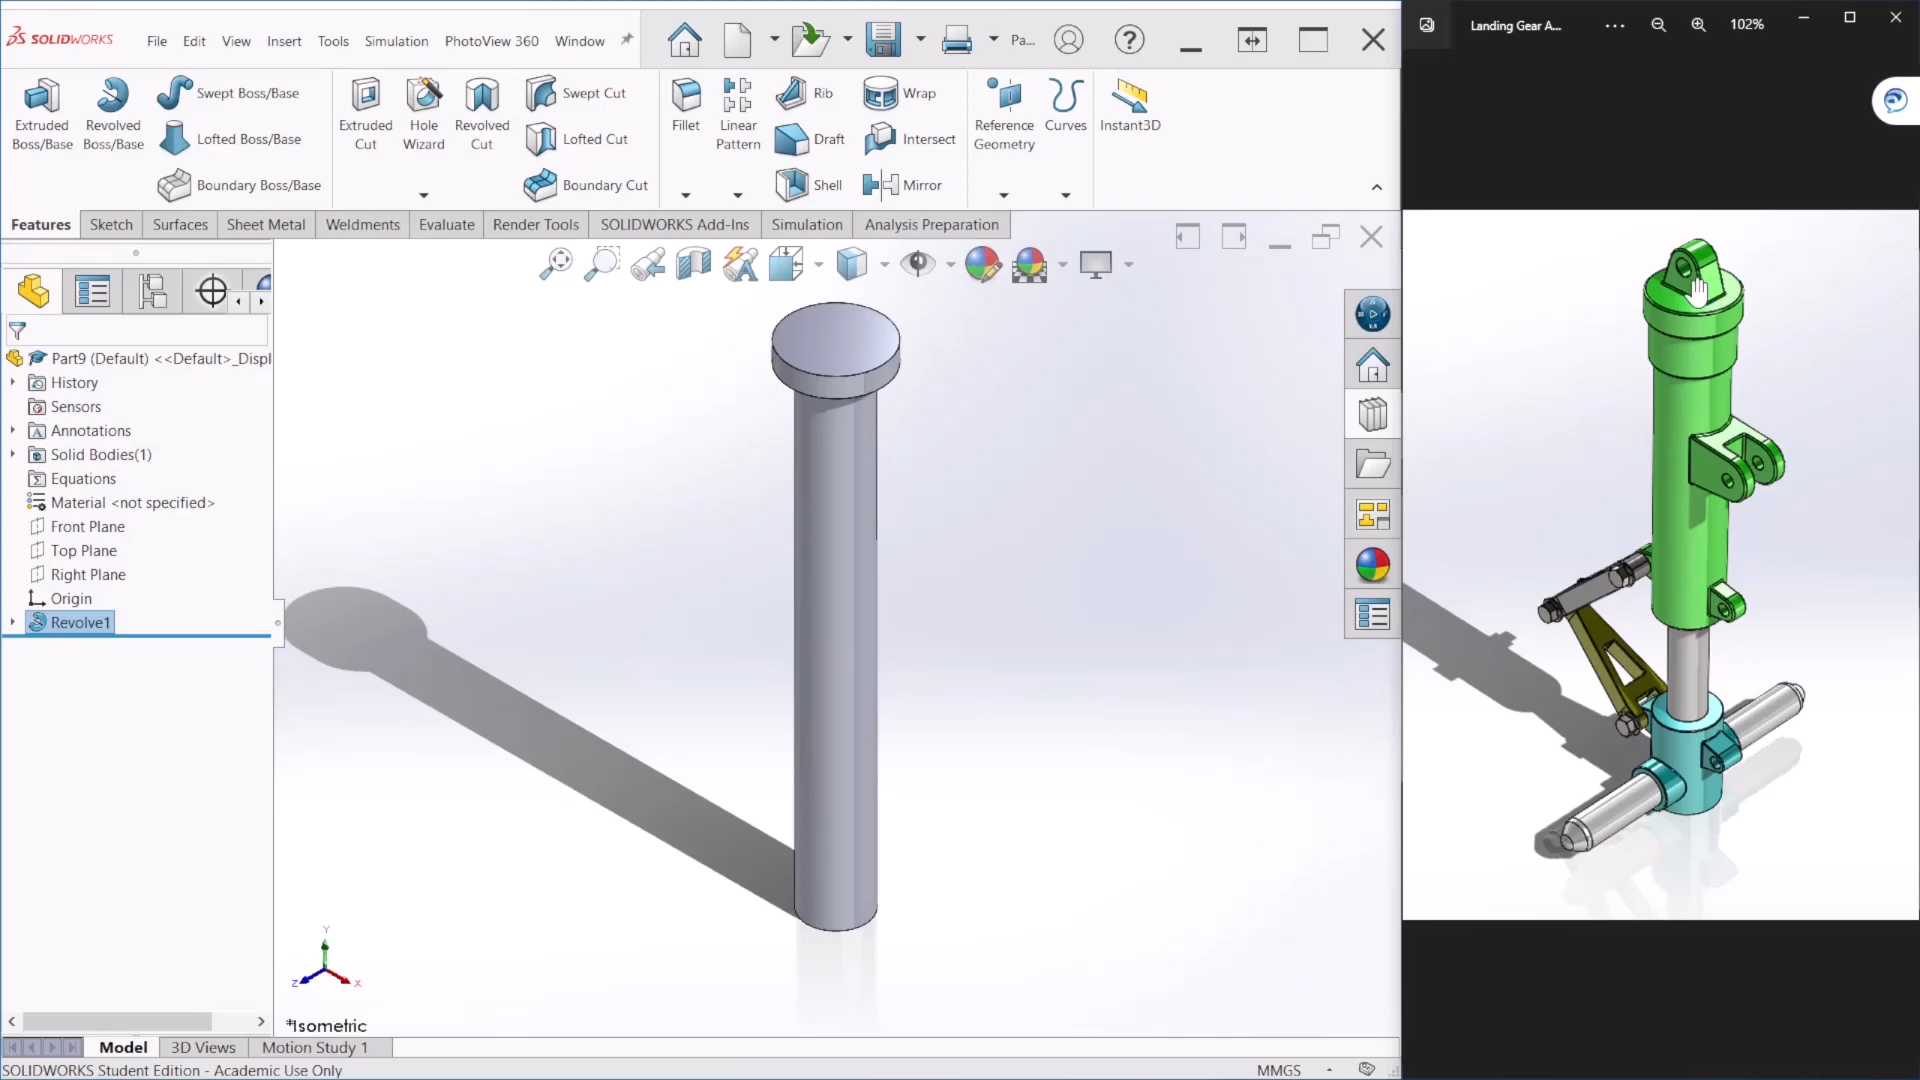 SOLIDWORKS File Edit View Insert Tools Simulation PhotoView 360 Window Pa... ?
Extruded Boss/Base
Revolved Boss/Base
Swept Boss/Base
Lofted Boss/Base
Boundary Boss/Base
Extruded Cut
Hole Wizard
Revolved Cut
Swept Cut
Lofted Cut
Boundary Cut
Fillet
Linear Pattern
Rib
Draft
Shell
Wrap
Intersect
Mirror
Reference Geometry
Curves
Instant3D
Features Sketch Surfaces Sheet Metal Weldments Evaluate Render Tools SOLIDWORKS Add-Ins Simulation Analysis Preparation
Part9 (Default) <<Default>_Displ
History
Sensors
Annotations
Solid Bodies(1)
Equations
Material <not specified>
Front Plane
Top Plane
Right Plane
Origin
Revolve1
Y
Z
X
*Isometric
Model 3D Views Motion Study 1
SOLIDWORKS Student Edition - Academic Use Only
MMGS
Landing Gear A... ... 102%